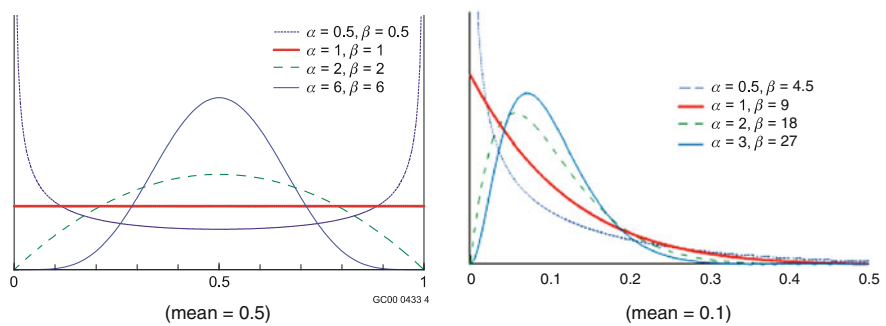 α = 0.5, β = 0.5
α = 1, β = 1
α = 2, β = 2
α = 6, β = 6
0 0.5 1
GC00 0433 4
(mean = 0.5)
α = 0.5, β = 4.5
α = 1, β = 9
α = 2, β = 18
α = 3, β = 27
0 0.1 0.2 0.3 0.4 0.5
(mean = 0.1)